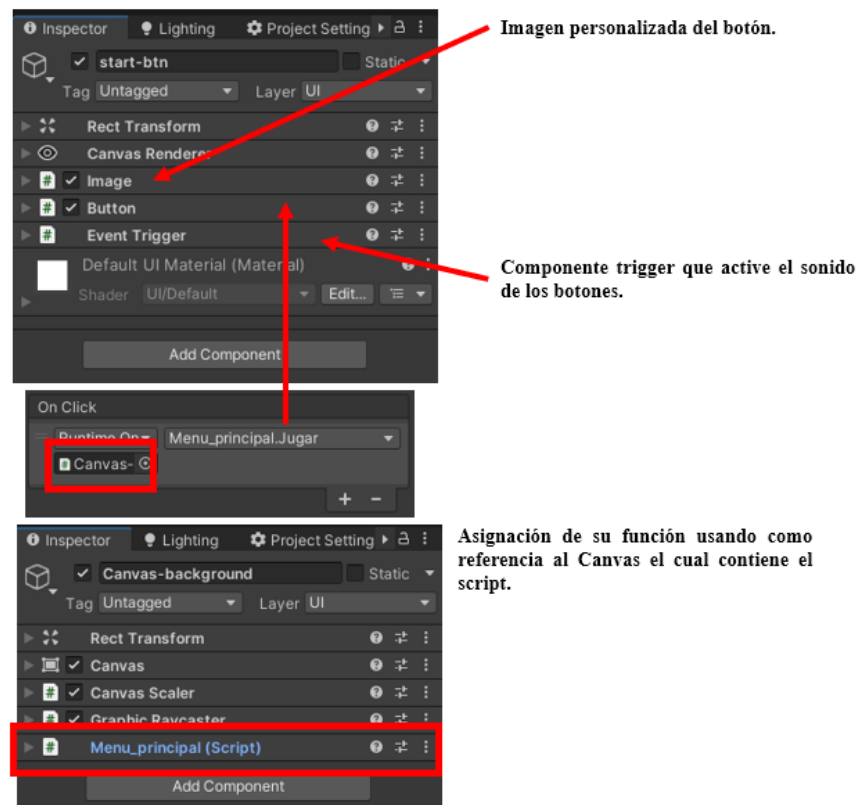 Inspector Lighting Project Setting
Imagen personalizada del botón.
start-btn Static
Tag Untagged Layer UI
Rect Transform
Canvas Renderer
Image
Button
Event Trigger
Default UI Material (Material)
Shader UI/Default Edit...
Componente trigger que active el sonido
de los botones.
Add Component
On Click
Runtime On Menu_principal.Jugar
Canvas-
+ −
Inspector Lighting Project Setting
Asignación de su función usando como
referencia al Canvas el cual contiene el
script.
Canvas-background Static
Tag Untagged Layer UI
Rect Transform
Canvas
Canvas Scaler
Graphic Raycaster
Menu_principal (Script)
Add Component